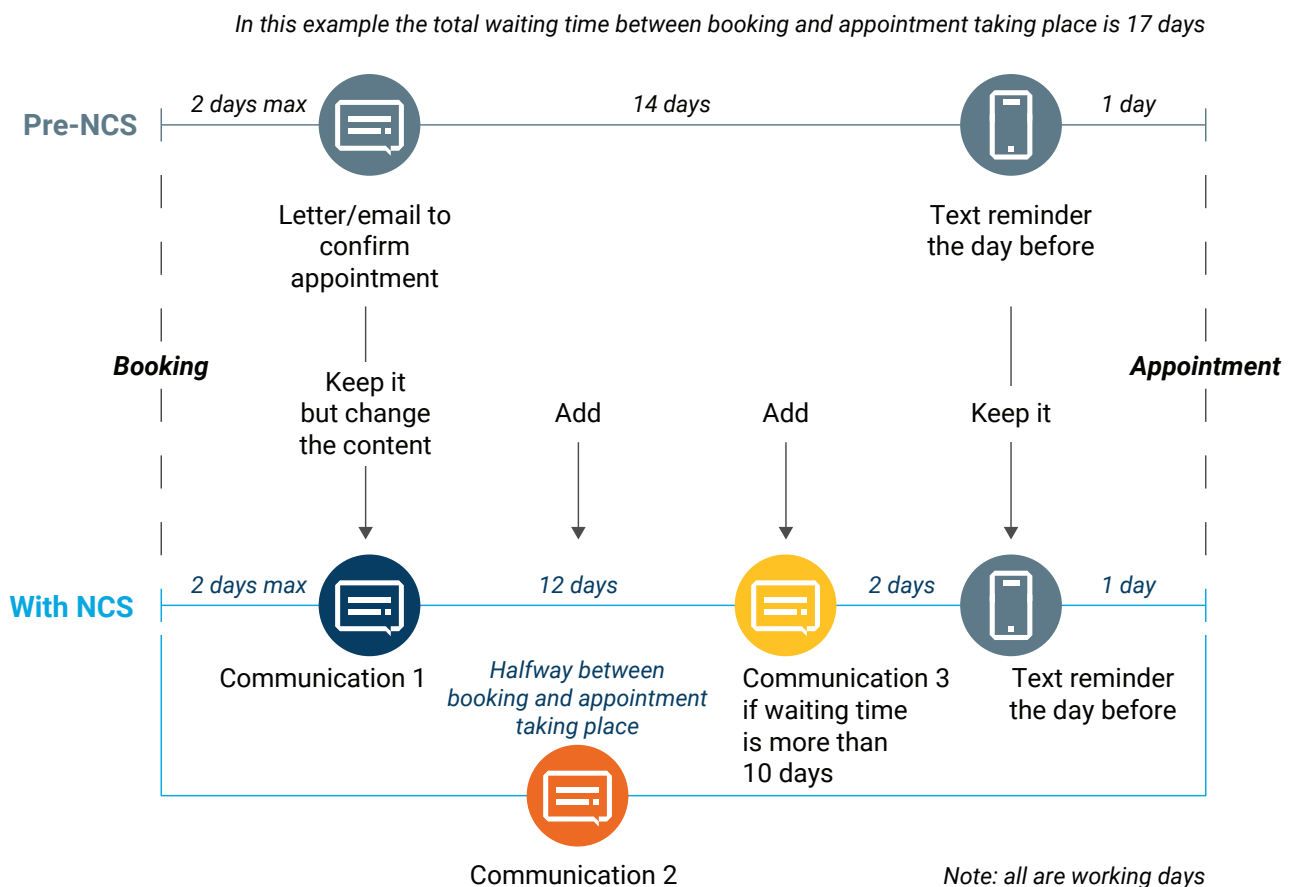 In this example the total waiting time between booking and appointment taking place is 17 days
Pre-NCS
2 days max
14 days
1 day
Letter/email to
confirm
appointment
Text reminder
the day before
Booking
Appointment
Keep it
but change
the content
Add
Add
Keep it
With NCS
2 days max
12 days
2 days
1 day
Communication 1
Halfway between
booking and appointment
taking place
Communication 3
if waiting time
is more than
10 days
Text reminder
the day before
Communication 2
Note: all are working days